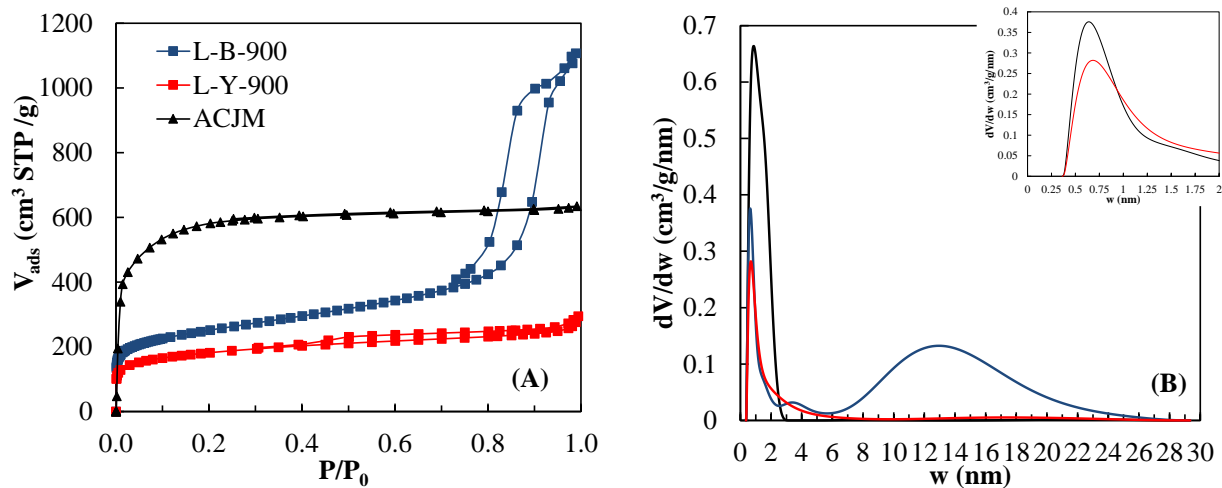 1200
1000
800
600
400
200
0
V_ads (cm³ STP /g)
L-B-900
L-Y-900
ACJM
(A)
0.0 0.2 0.4 0.6 0.8 1.0
P/P₀
0.7
0.6
0.5
0.4
0.3
0.2
0.1
0
dV/dw (cm³/g/nm)
(B)
0 2 4 6 8 10 12 14 16 18 20 22 24 26 28 30
w (nm)
0.4
0.35
0.3
0.25
0.2
0.15
0.1
0.05
0
dV/dw (cm³/g/nm)
0 0.25 0.5 0.75 1 1.25 1.5 1.75 2
w (nm)